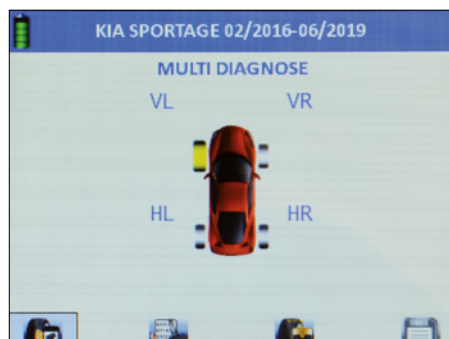 KIA SPORTAGE 02/2016-06/2019
MULTI DIAGNOSE
VL VR
HL HR